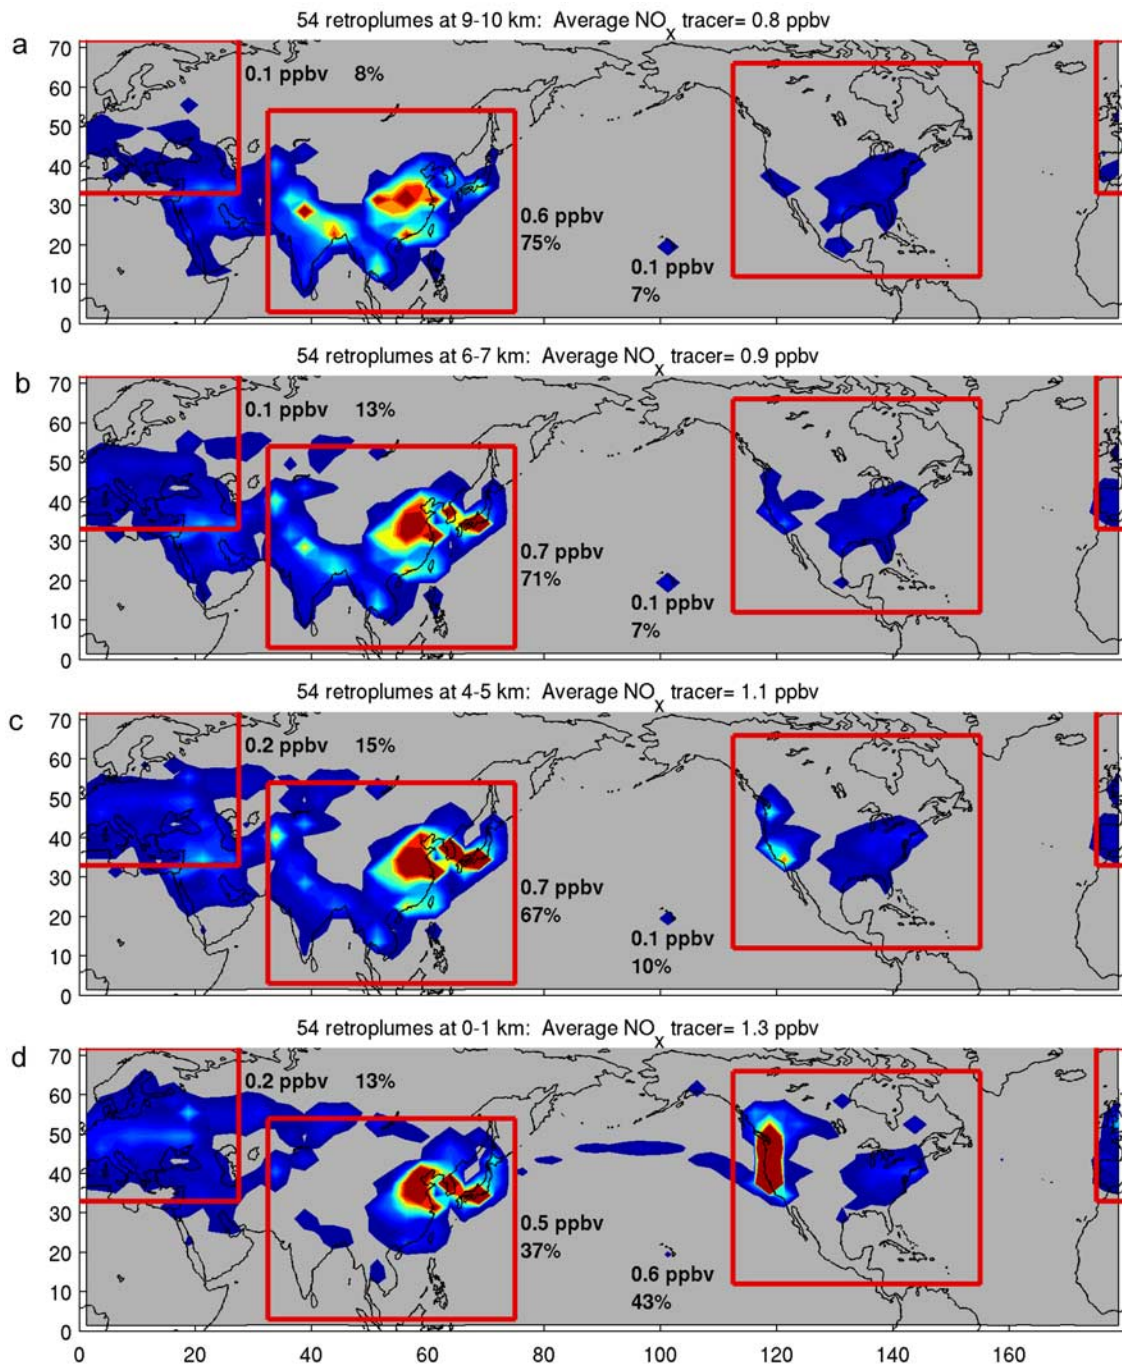 54 retroplumes at 9-10 km: Average NOx tracer= 0.8 ppbv
a
70
60
50
40
30
20
10
0
0.1 ppbv 8%
0.6 ppbv
75%
0.1 ppbv
7%
54 retroplumes at 6-7 km: Average NOx tracer= 0.9 ppbv
b
70
60
50
40
30
20
10
0
0.1 ppbv 13%
0.7 ppbv
71%
0.1 ppbv
7%
54 retroplumes at 4-5 km: Average NOx tracer= 1.1 ppbv
c
70
60
50
40
30
20
10
0
0.2 ppbv 15%
0.7 ppbv
67%
0.1 ppbv
10%
54 retroplumes at 0-1 km: Average NOx tracer= 1.3 ppbv
d
70
60
50
40
30
20
10
0
0.2 ppbv 13%
0.5 ppbv
37%
0.6 ppbv
43%
0 20 40 60 80 100 120 140 160